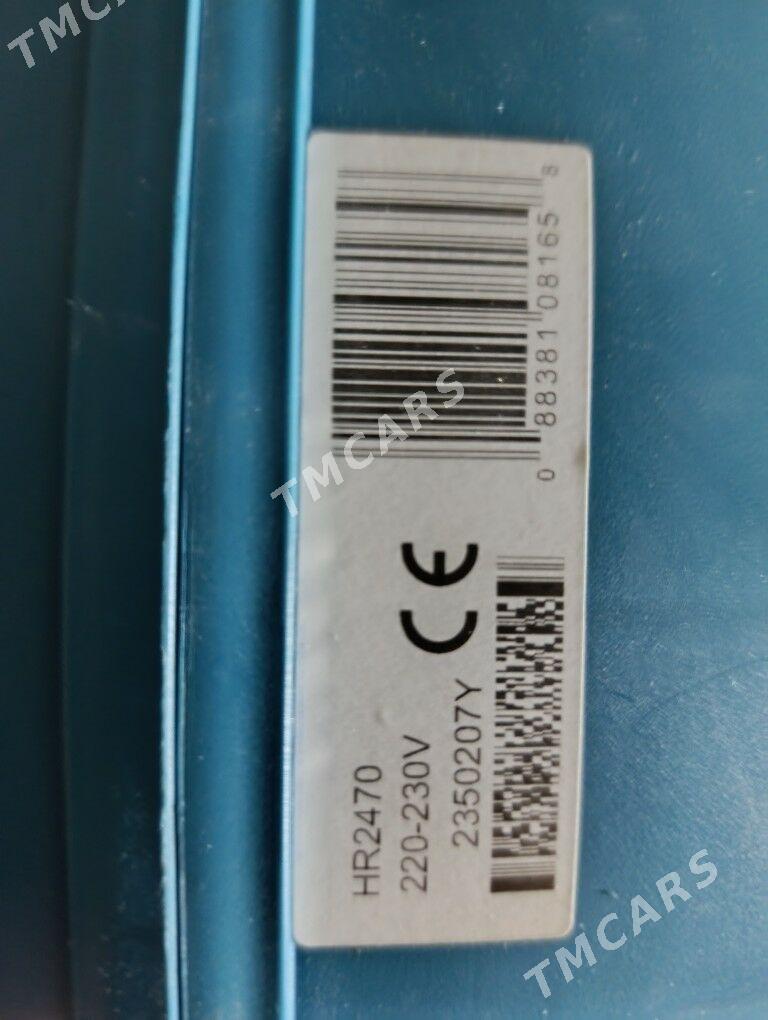 HR2470
220-230V
2350207Y
CE
0 88381 08165 8
TMCARS
TMCARS
TMCARS